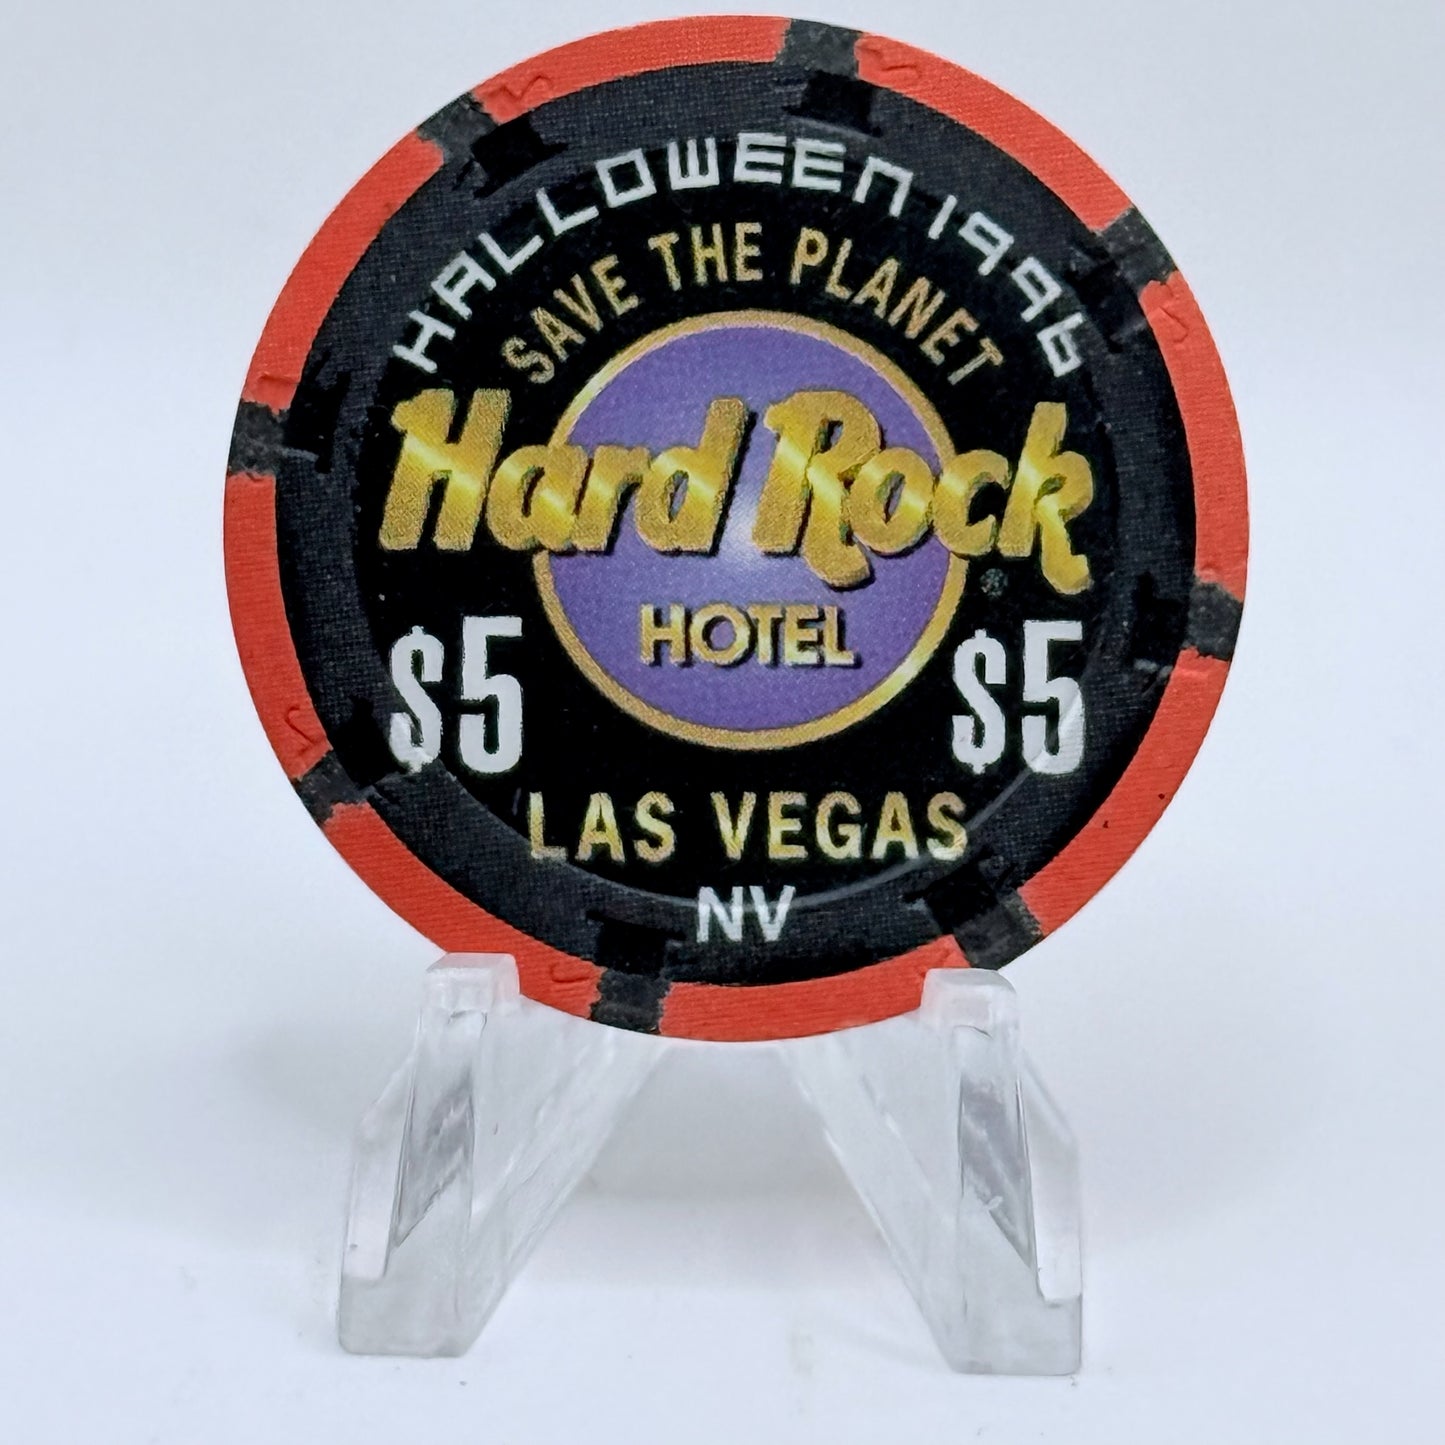 HALLOWEEN 1996
SAVE THE PLANET
Hard Rock
®
HOTEL
$5 $5
LAS VEGAS
NV